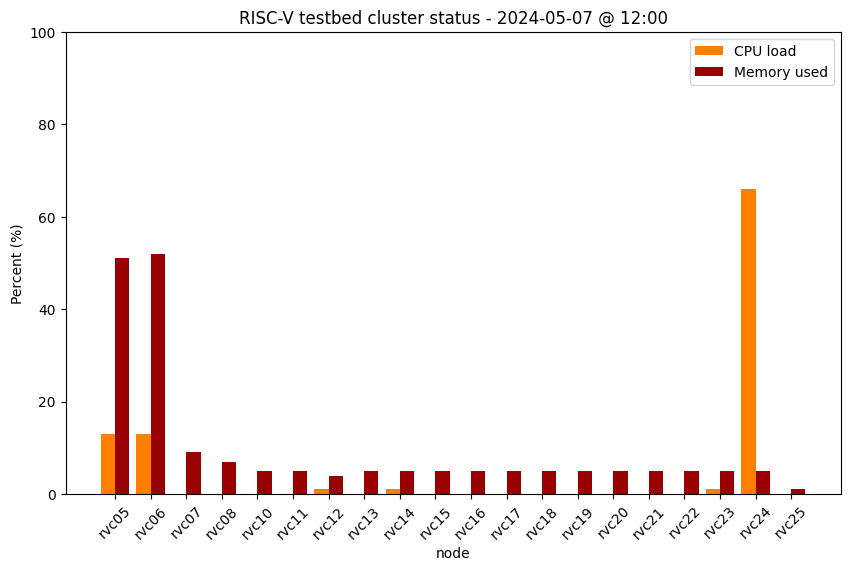 RISC-V testbed cluster status - 2024-05-07 @ 12:00
CPU load
Memory used
Percent (%)
100
80
60
40
20
0
rvc05
rvc06
rvc07
rvc08
rvc10
rvc11
rvc12
rvc13
rvc14
rvc15
rvc16
rvc17
rvc18
rvc19
rvc20
rvc21
rvc22
rvc23
rvc24
rvc25
node